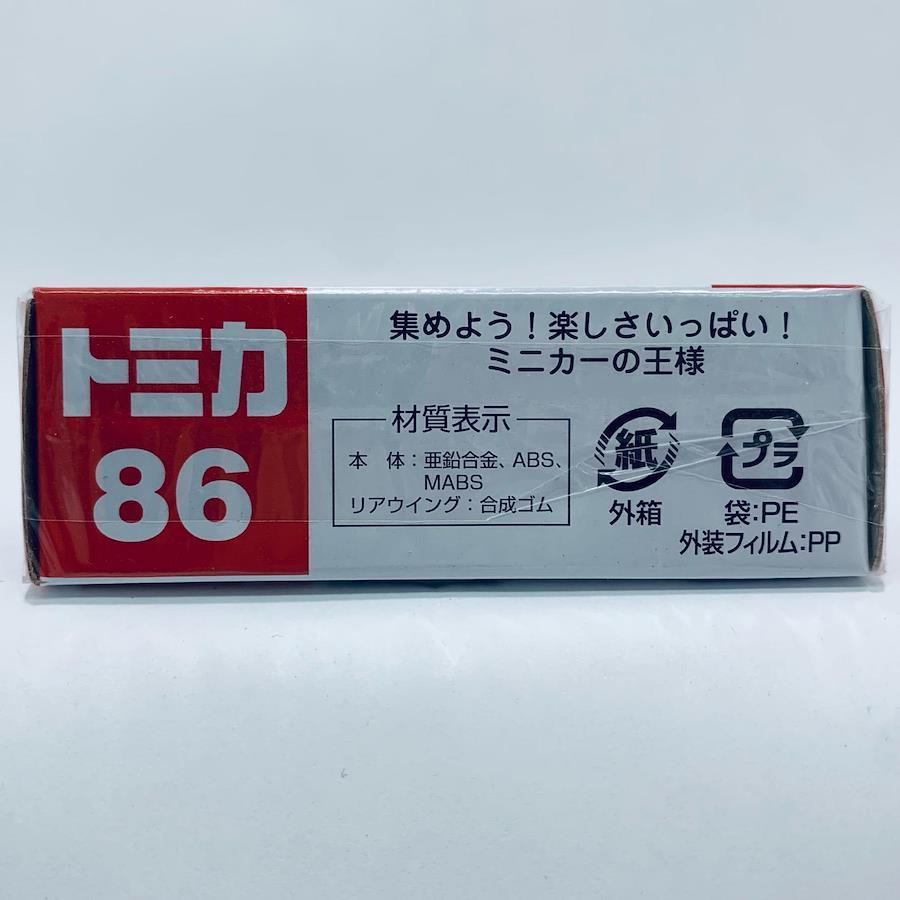 トミカ
86
集めよう！楽しさいっぱい！
ミニカーの王様
材質表示
本　体：亜鉛合金、ABS、
MABS
リアウイング：合成ゴム
紙
外箱
プラ
袋:PE
外装フィルム:PP